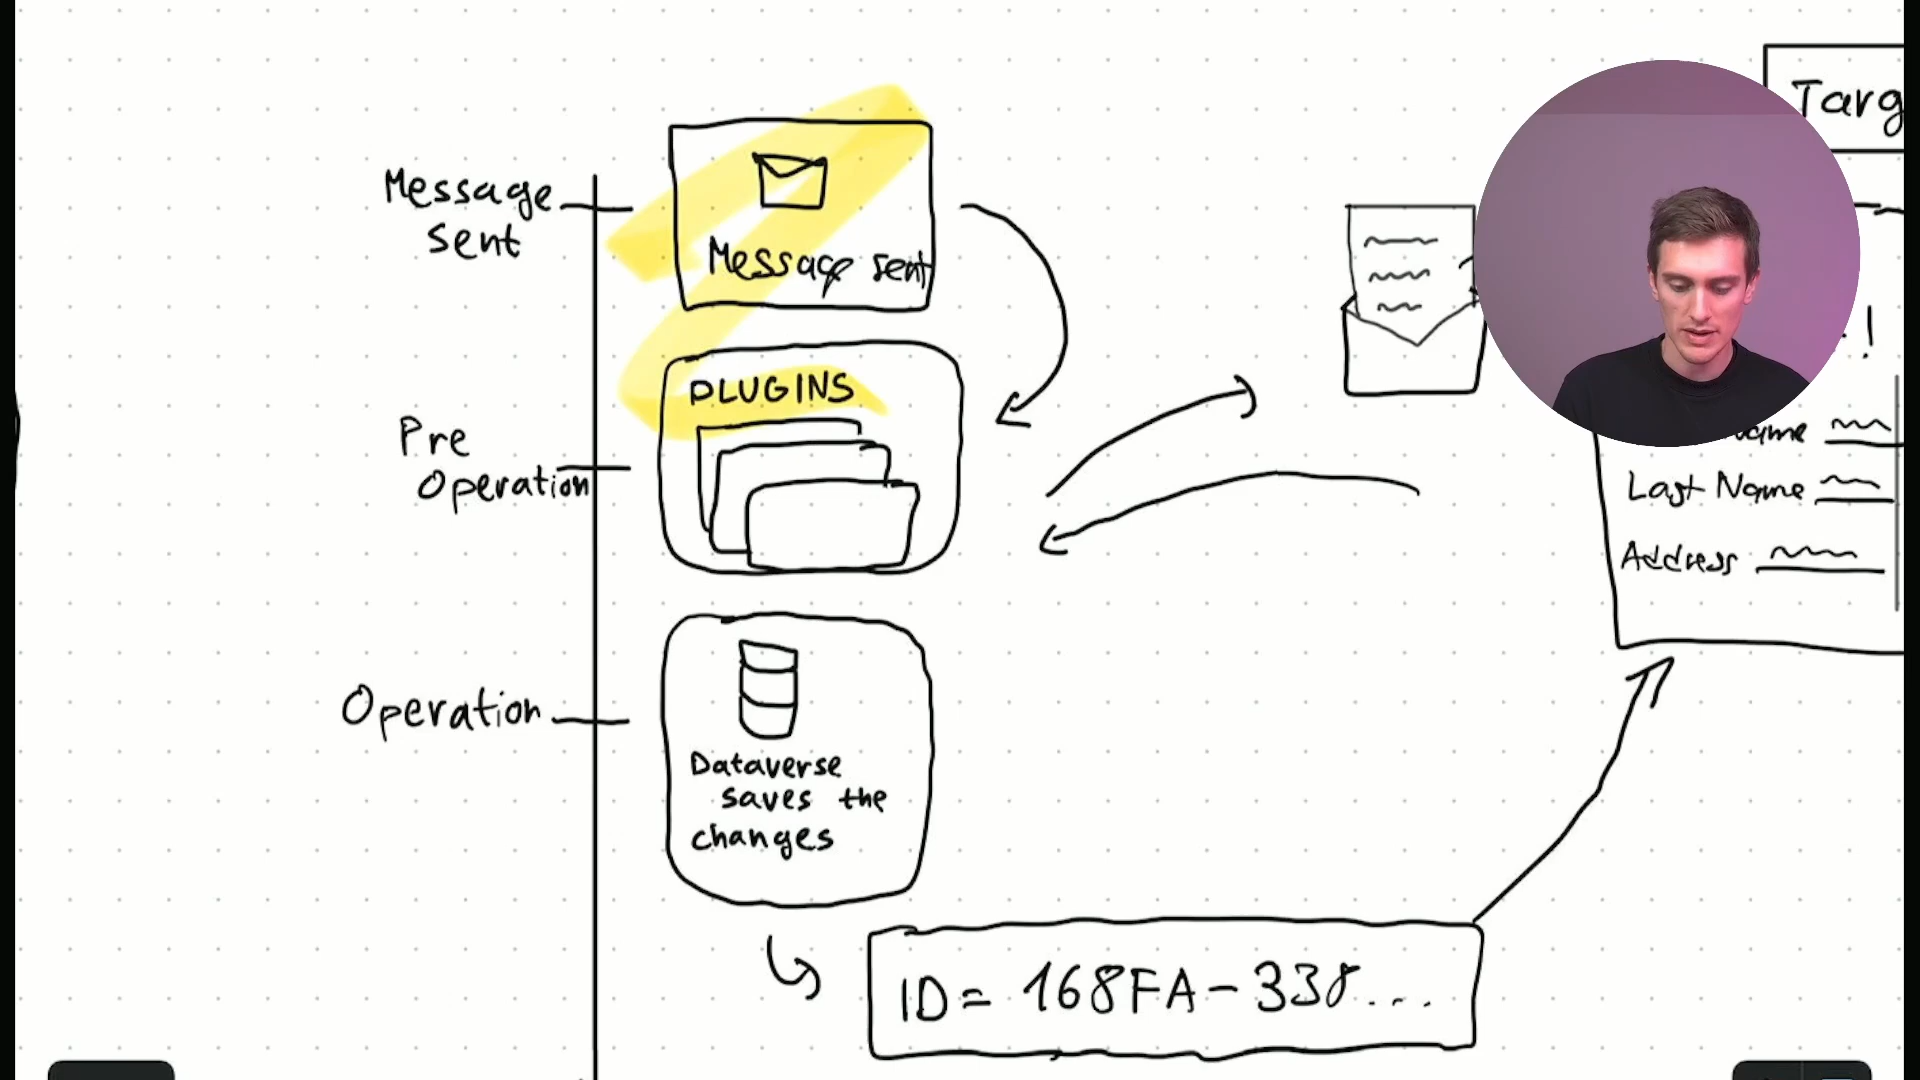 Message
Sent
Message sent
Pre
Operation
PLUGINS
Operation
Dataverse
saves the
changes
ID = 168FA-338...
Targ
!
ame
Last Name
Address